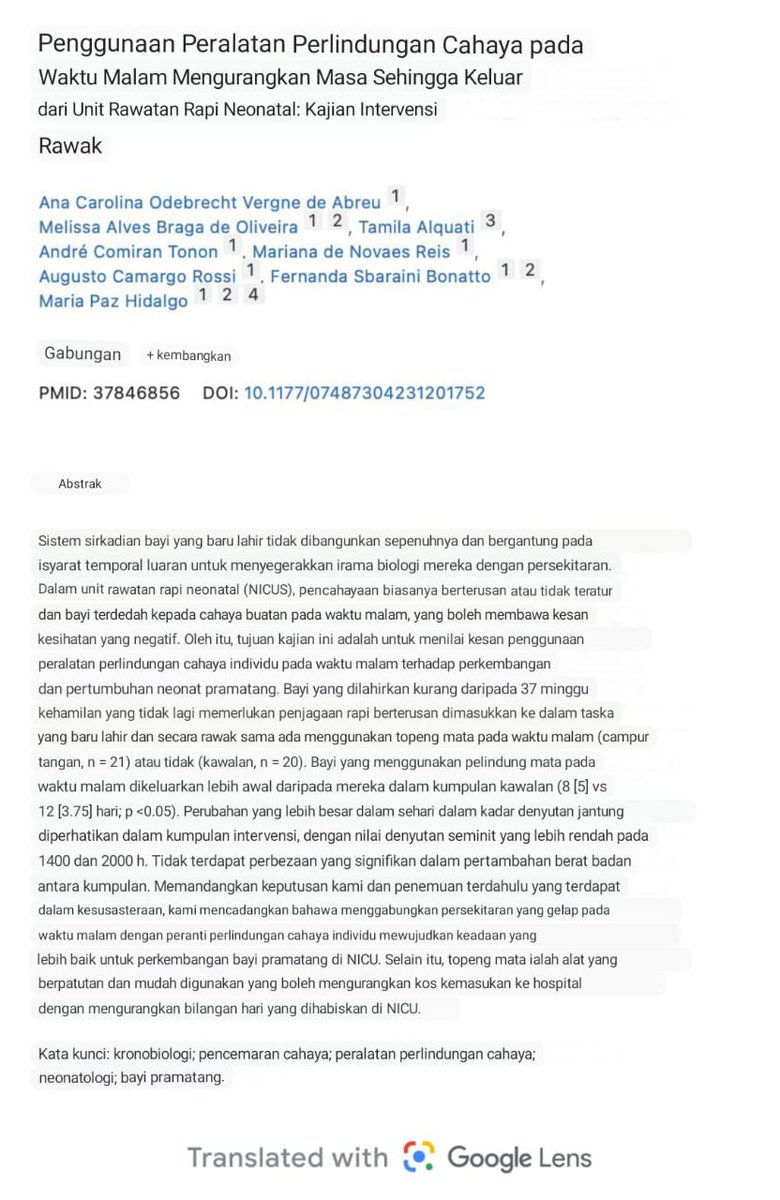 Penggunaan Peralatan Perlindungan Cahaya pada
Waktu Malam Mengurangkan Masa Sehingga Keluar
dari Unit Rawatan Rapi Neonatal: Kajian Intervensi
Rawak
Ana Carolina Odebrecht Vergne de Abreu 1,
Melissa Alves Braga de Oliveira 1 2, Tamila Alquati 3,
André Comiran Tonon 1, Mariana de Novaes Reis 1,
Augusto Camargo Rossi 1, Fernanda Sbaraini Bonatto 1 2,
Maria Paz Hidalgo 1 2 4
Gabungan + kembangkan
PMID: 37846856 DOI: 10.1177/07487304231201752
Abstrak
Sistem sirkadian bayi yang baru lahir tidak dibangunkan sepenuhnya dan bergantung pada
isyarat temporal luaran untuk menyegerakkan irama biologi mereka dengan persekitaran.
Dalam unit rawatan rapi neonatal (NICUS), pencahayaan biasanya berterusan atau tidak teratur
dan bayi terdedah kepada cahaya buatan pada waktu malam, yang boleh membawa kesan
kesihatan yang negatif. Oleh itu, tujuan kajian ini adalah untuk menilai kesan penggunaan
peralatan perlindungan cahaya individu pada waktu malam terhadap perkembangan
dan pertumbuhan neonat pramatang. Bayi yang dilahirkan kurang daripada 37 minggu
kehamilan yang tidak lagi memerlukan penjagaan rapi berterusan dimasukkan ke dalam taska
yang baru lahir dan secara rawak sama ada menggunakan topeng mata pada waktu malam (campur
tangan, n = 21) atau tidak (kawalan, n = 20). Bayi yang menggunakan pelindung mata pada
waktu malam dikeluarkan lebih awal daripada mereka dalam kumpulan kawalan (8 [5] vs
12 [3.75] hari; p <0.05). Perubahan yang lebih besar dalam sehari dalam kadar denyutan jantung
diperhatikan dalam kumpulan intervensi, dengan nilai denyutan seminit yang lebih rendah pada
1400 dan 2000 h. Tidak terdapat perbezaan yang signifikan dalam pertambahan berat badan
antara kumpulan. Memandangkan keputusan kami dan penemuan terdahulu yang terdapat
dalam kesusasteraan, kami mencadangkan bahawa menggabungkan persekitaran yang gelap pada
waktu malam dengan peranti perlindungan cahaya individu mewujudkan keadaan yang
lebih baik untuk perkembangan bayi pramatang di NICU. Selain itu, topeng mata ialah alat yang
berpatutan dan mudah digunakan yang boleh mengurangkan kos kemasukan ke hospital
dengan mengurangkan bilangan hari yang dihabiskan di NICU.
Kata kunci: kronobiologi; pencemaran cahaya; peralatan perlindungan cahaya;
neonatologi; bayi pramatang.
Translated with Google Lens